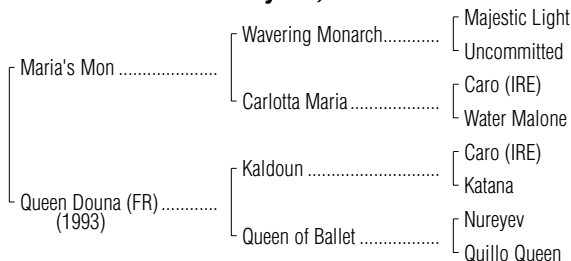 Majestic Light
Wavering Monarch............
Uncommitted
Maria's Mon .....................
Caro (IRE)
Carlotta Maria...................
Water Malone
Caro (IRE)
Kaldoun ............................
Katana
Queen Douna (FR)............
(1993)
Nureyev
Queen of Ballet .................
Quillo Queen